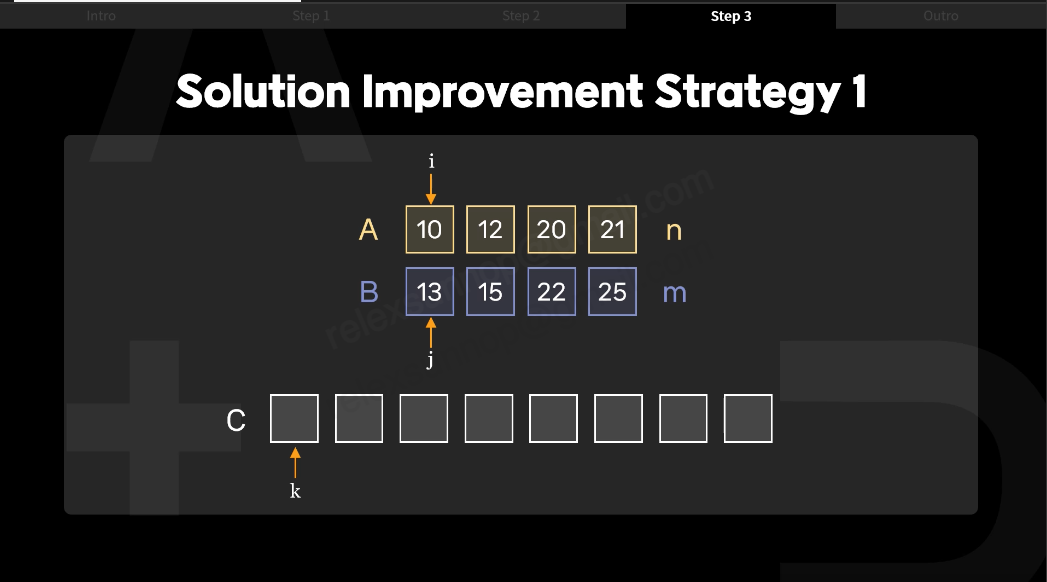 Intro Step 1 Step 2 Step 3 Outro
Solution Improvement Strategy 1
i
A 10 12 20 21 n
B 13 15 22 25 m
j
C
k